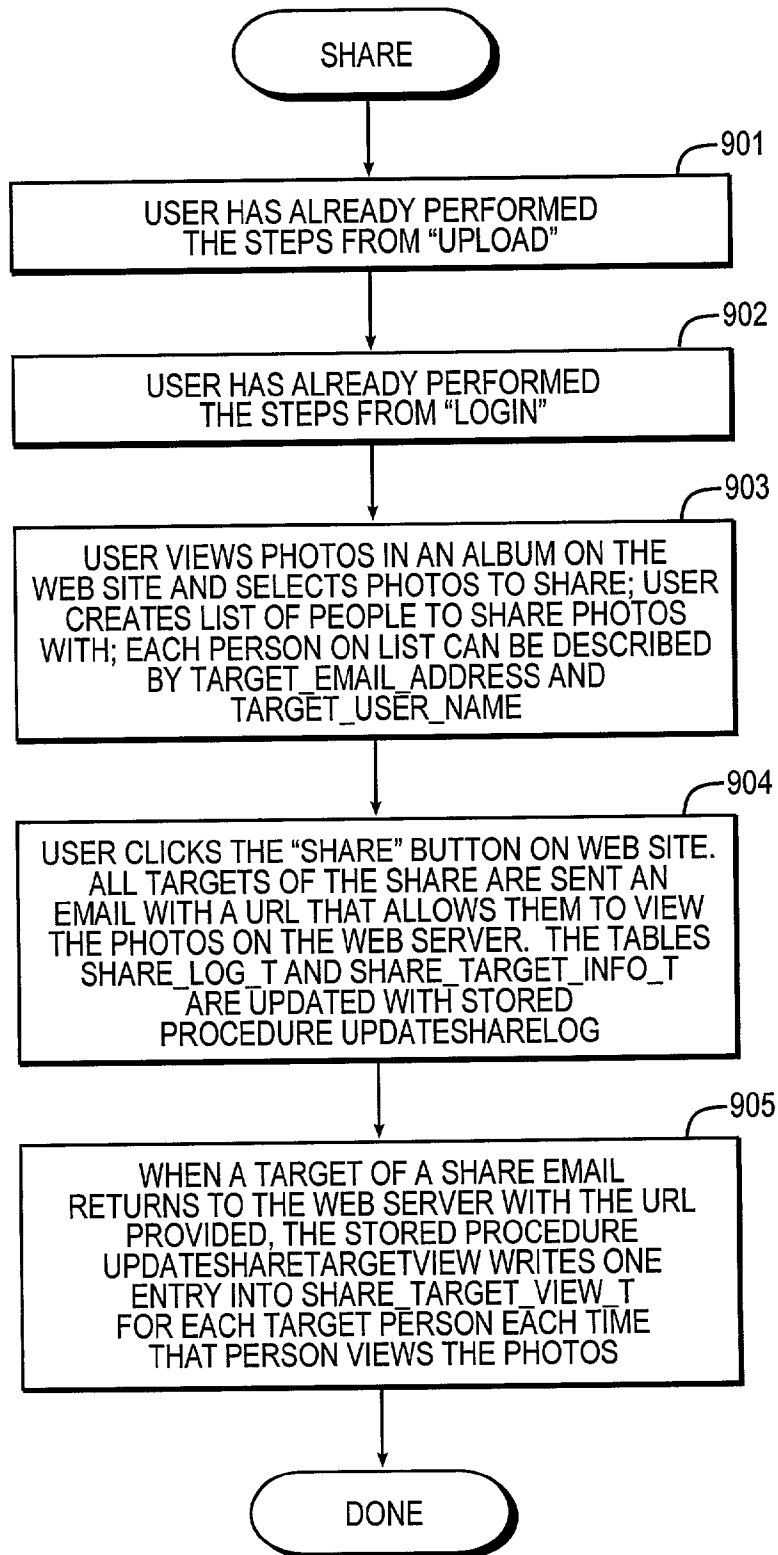 SHARE
901
USER HAS ALREADY PERFORMED
THE STEPS FROM “UPLOAD”
902
USER HAS ALREADY PERFORMED
THE STEPS FROM “LOGIN”
903
USER VIEWS PHOTOS IN AN ALBUM ON THE
WEB SITE AND SELECTS PHOTOS TO SHARE; USER
CREATES LIST OF PEOPLE TO SHARE PHOTOS
WITH; EACH PERSON ON LIST CAN BE DESCRIBED
BY TARGET_EMAIL_ADDRESS AND
TARGET_USER_NAME
904
USER CLICKS THE “SHARE” BUTTON ON WEB SITE.
ALL TARGETS OF THE SHARE ARE SENT AN
EMAIL WITH A URL THAT ALLOWS THEM TO VIEW
THE PHOTOS ON THE WEB SERVER. THE TABLES
SHARE_LOG_T AND SHARE_TARGET_INFO_T
ARE UPDATED WITH STORED
PROCEDURE UPDATESHARELOG
905
WHEN A TARGET OF A SHARE EMAIL
RETURNS TO THE WEB SERVER WITH THE URL
PROVIDED, THE STORED PROCEDURE
UPDATESHARETARGETVIEW WRITES ONE
ENTRY INTO SHARE_TARGET_VIEW_T
FOR EACH TARGET PERSON EACH TIME
THAT PERSON VIEWS THE PHOTOS
DONE